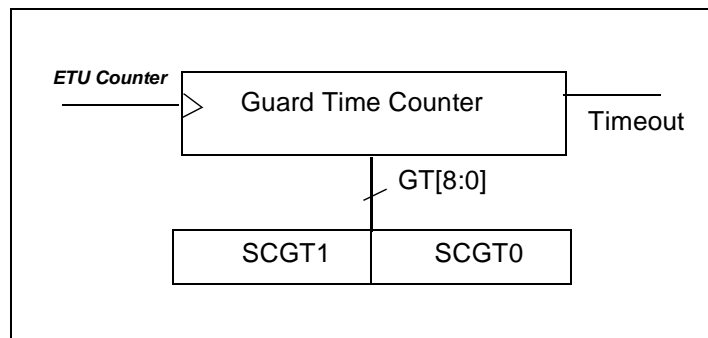 ETU Counter
Guard Time Counter
Timeout
GT[8:0]
SCGT1
SCGT0